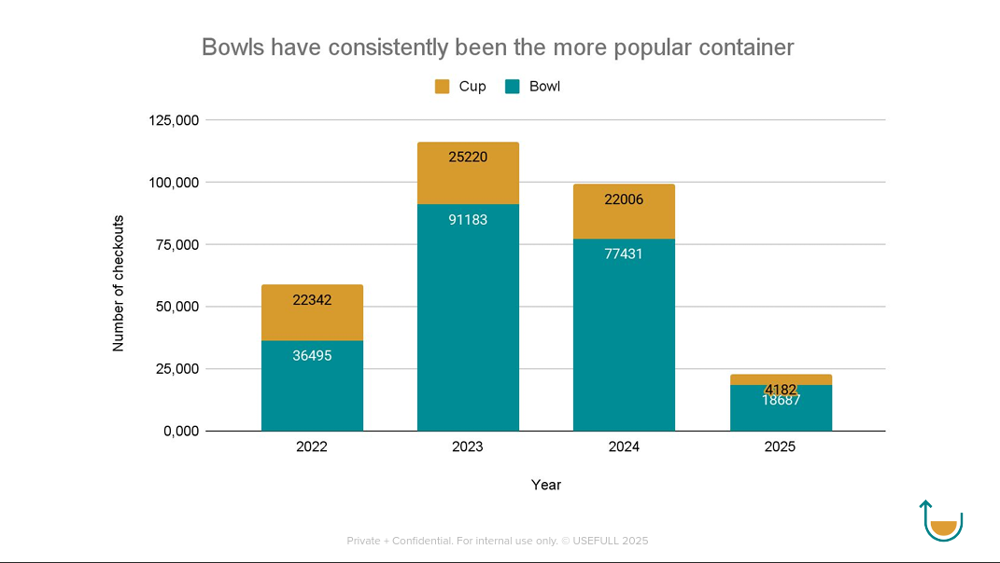 Bowls have consistently been the more popular container
Cup Bowl
125,000
100,000
75,000
50,000
25,000
0,000
Number of checkouts
25220
91183
22006
77431
22342
36495
4182
18687
2022 2023 2024 2025
Year
Private + Confidential. For internal use only. © USEFULL 2025